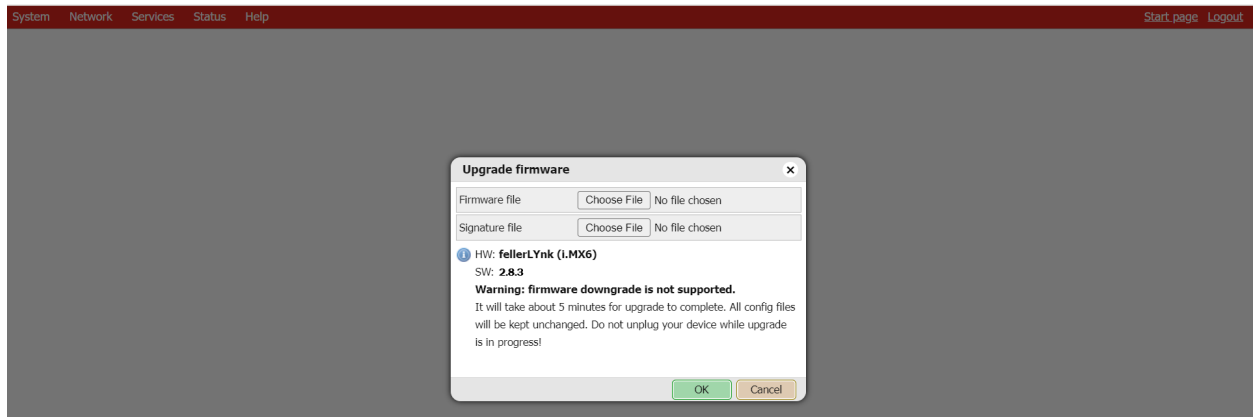 System Network Services Status Help Start page Logout
Upgrade firmware
Firmware file Choose File No file chosen
Signature file Choose File No file chosen
HW: fellerLYnk (i.MX6)
SW: 2.8.3
Warning: firmware downgrade is not supported.
It will take about 5 minutes for upgrade to complete. All config files
will be kept unchanged. Do not unplug your device while upgrade
is in progress!
OK Cancel